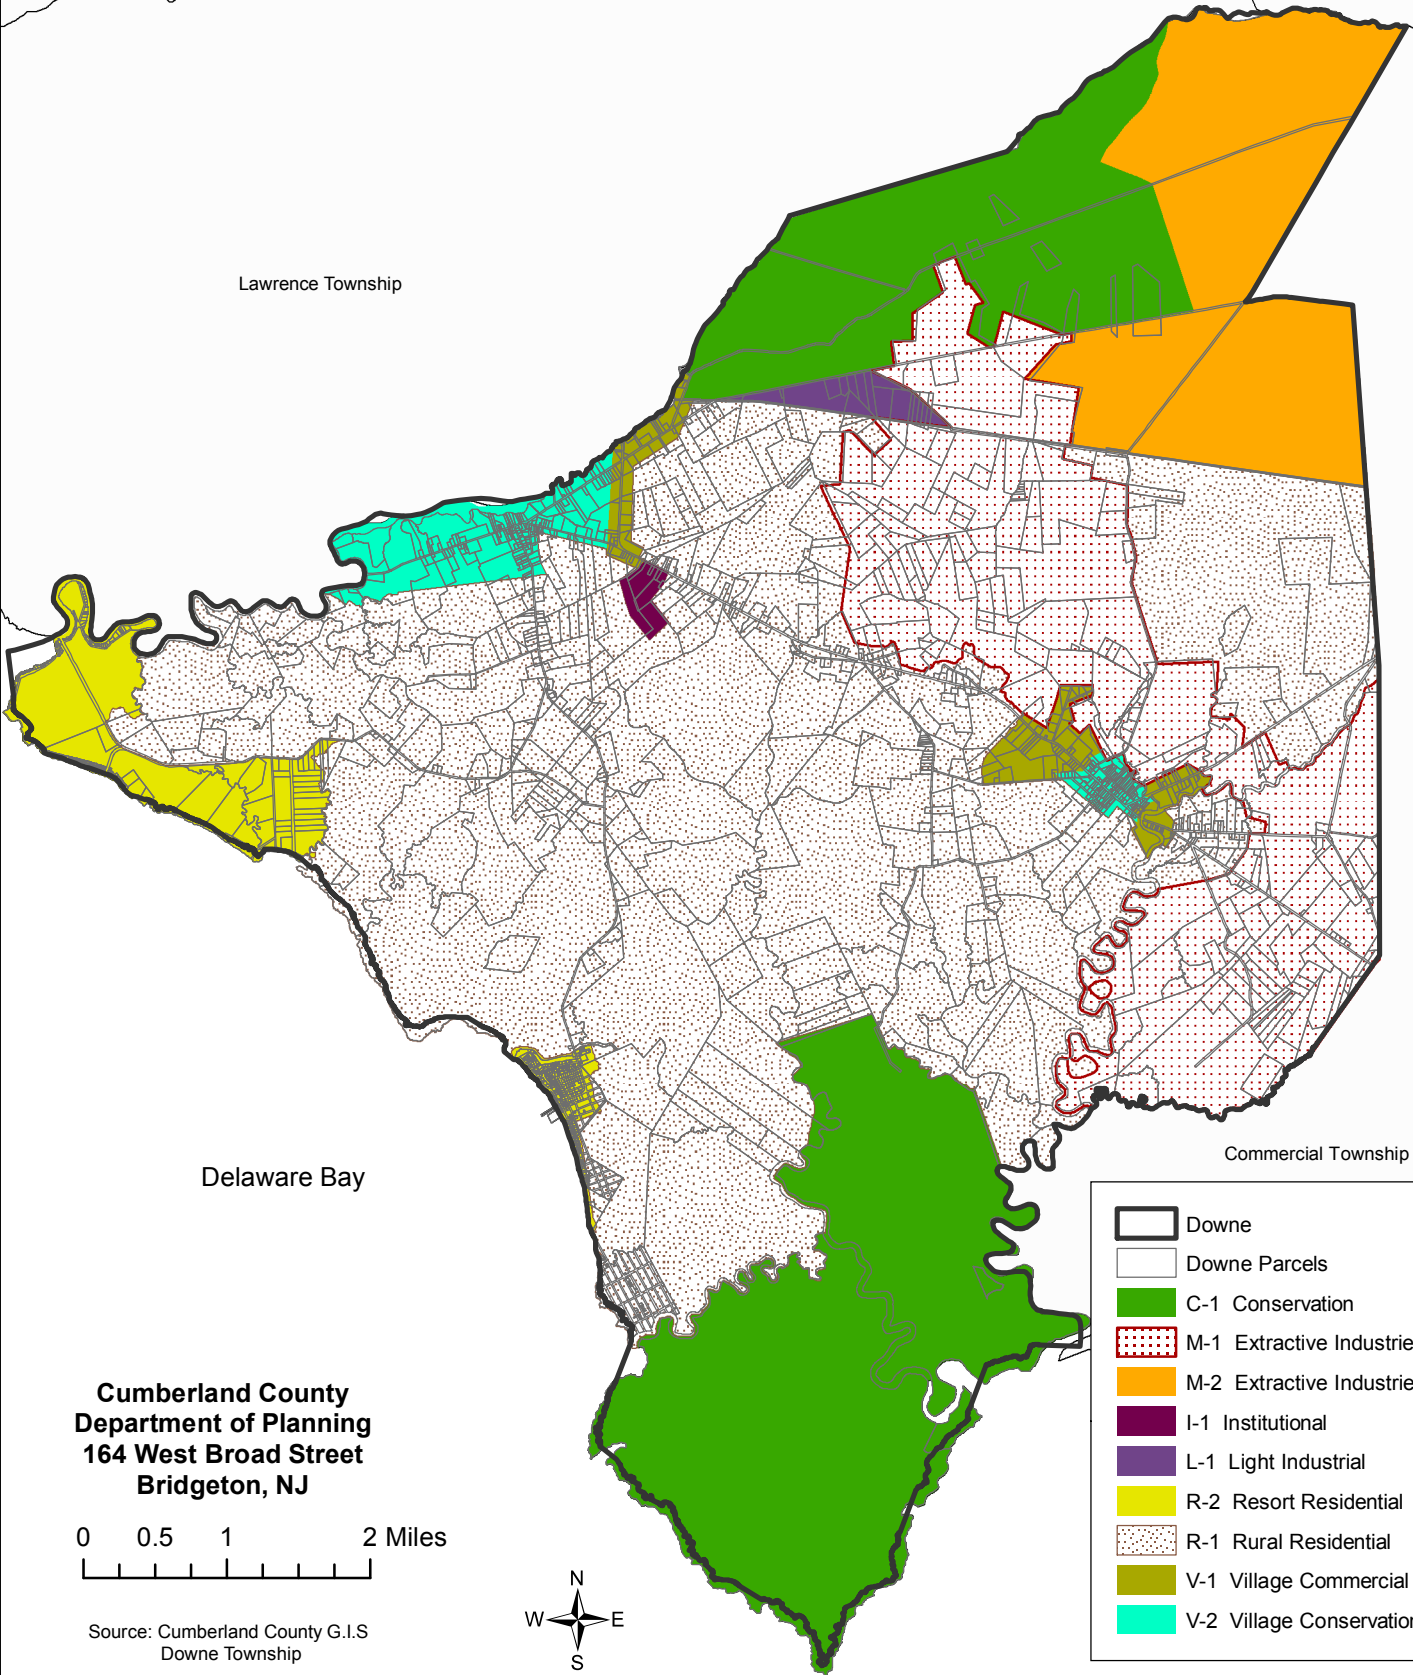 Lawrence Township
Delaware Bay
Commercial Township
Downe
Downe Parcels
C-1 Conservation
M-1 Extractive Industrie
M-2 Extractive Industrie
I-1 Institutional
L-1 Light Industrial
R-2 Resort Residential
R-1 Rural Residential
V-1 Village Commercial
V-2 Village Conservation
Cumberland County
Department of Planning
164 West Broad Street
Bridgeton, NJ
0 0.5 1 2 Miles
Source: Cumberland County G.I.S
Downe Township
N
W E
S